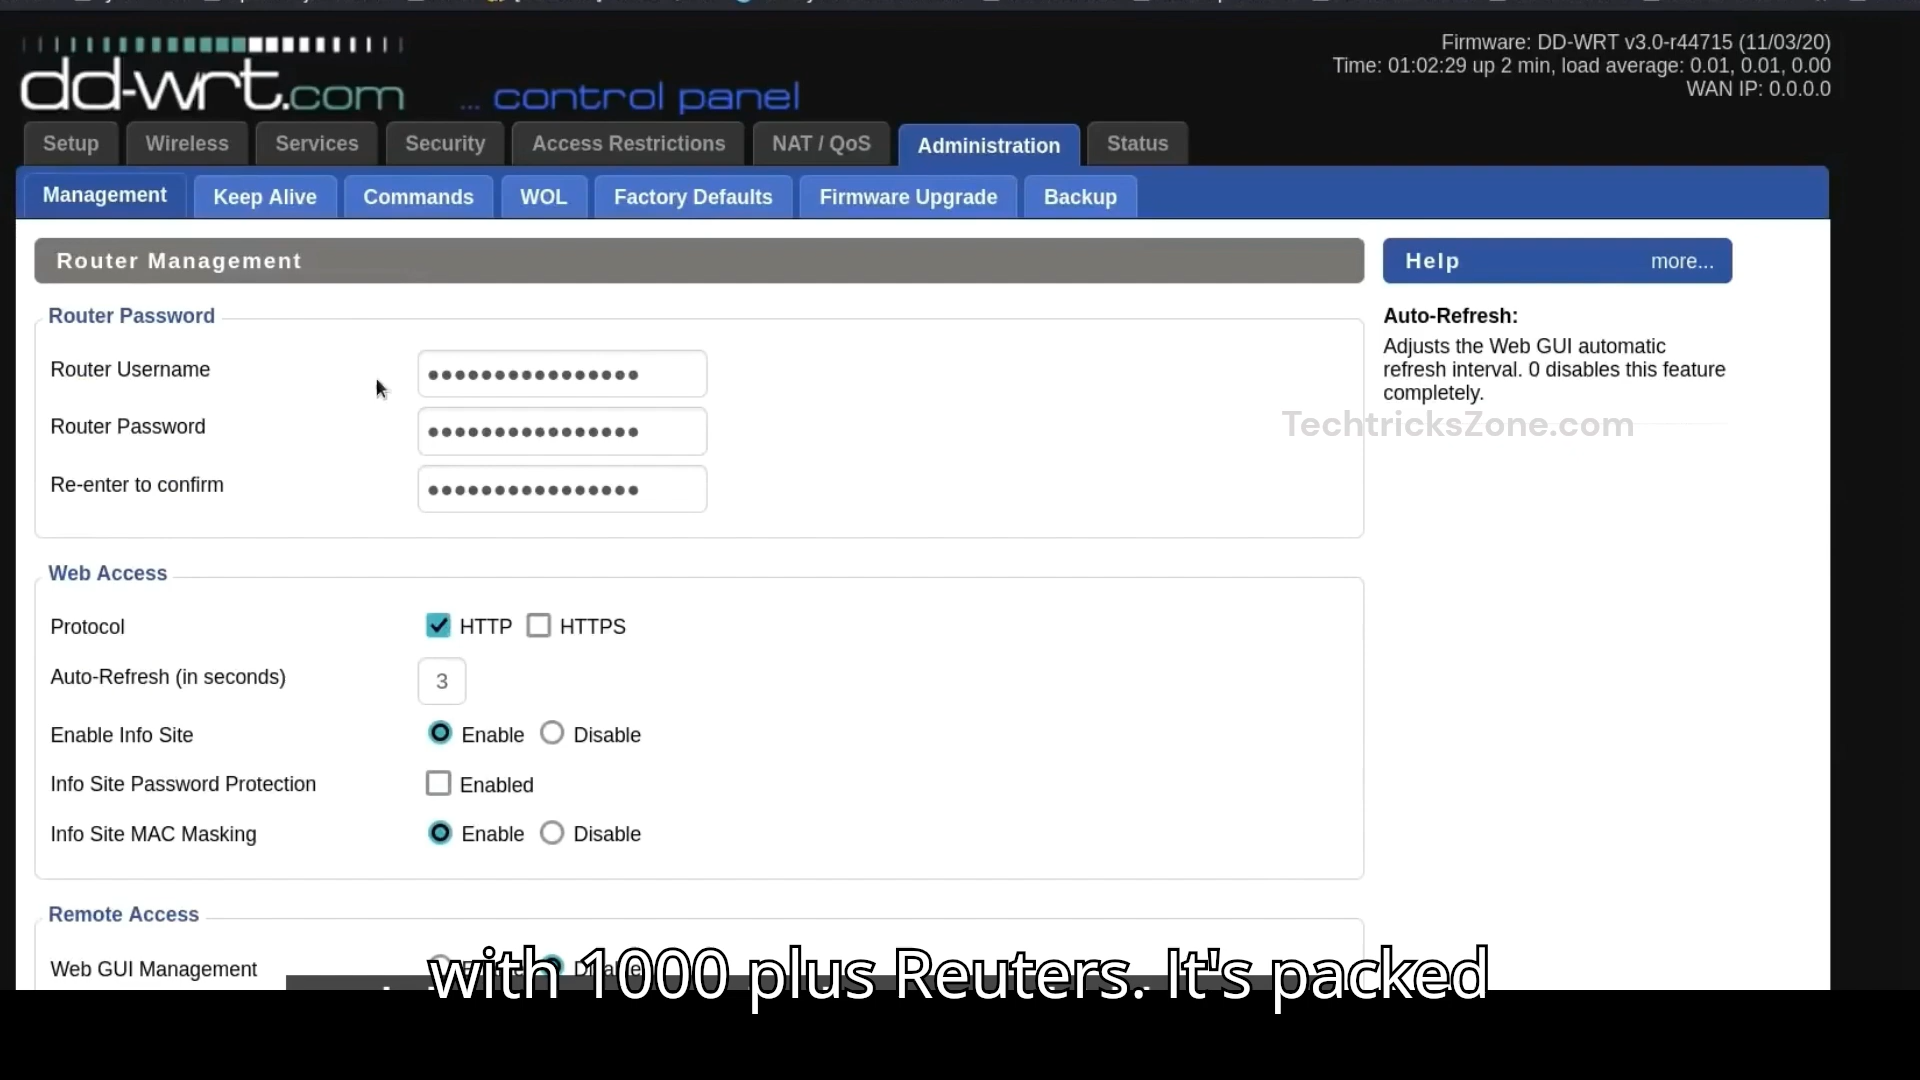 dd-wrt.com ... control panel
Firmware: DD-WRT v3.0-r44715 (11/03/20)
Time: 01:02:29 up 2 min, load average: 0.01, 0.01, 0.00
WAN IP: 0.0.0.0
Setup Wireless Services Security Access Restrictions NAT / QoS Administration Status
Management Keep Alive Commands WOL Factory Defaults Firmware Upgrade Backup
Router Management
Help more...
Router Password
Auto-Refresh:
Adjusts the Web GUI automatic
refresh interval. 0 disables this feature
completely.
TechtricksZone.com
Router Username ●●●●●●●●●●●●●●●●
Router Password ●●●●●●●●●●●●●●●●
Re-enter to confirm ●●●●●●●●●●●●●●●●
Web Access
Protocol HTTP HTTPS
Auto-Refresh (in seconds) 3
Enable Info Site Enable Disable
Info Site Password Protection Enabled
Info Site MAC Masking Enable Disable
Remote Access
Web GUI Management
with 1000 plus Reuters. It's packed